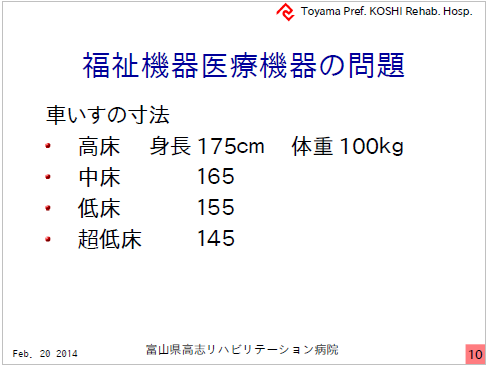 Toyama Pref. KOSHI Rehab. Hosp.
福祉機器医療機器の問題
車いすの寸法
• 高床 身長 175cm 体重 100kg
• 中床 165
• 低床 155
• 超低床 145
Feb. 20 2014
富山県高志リハビリテーション病院
10